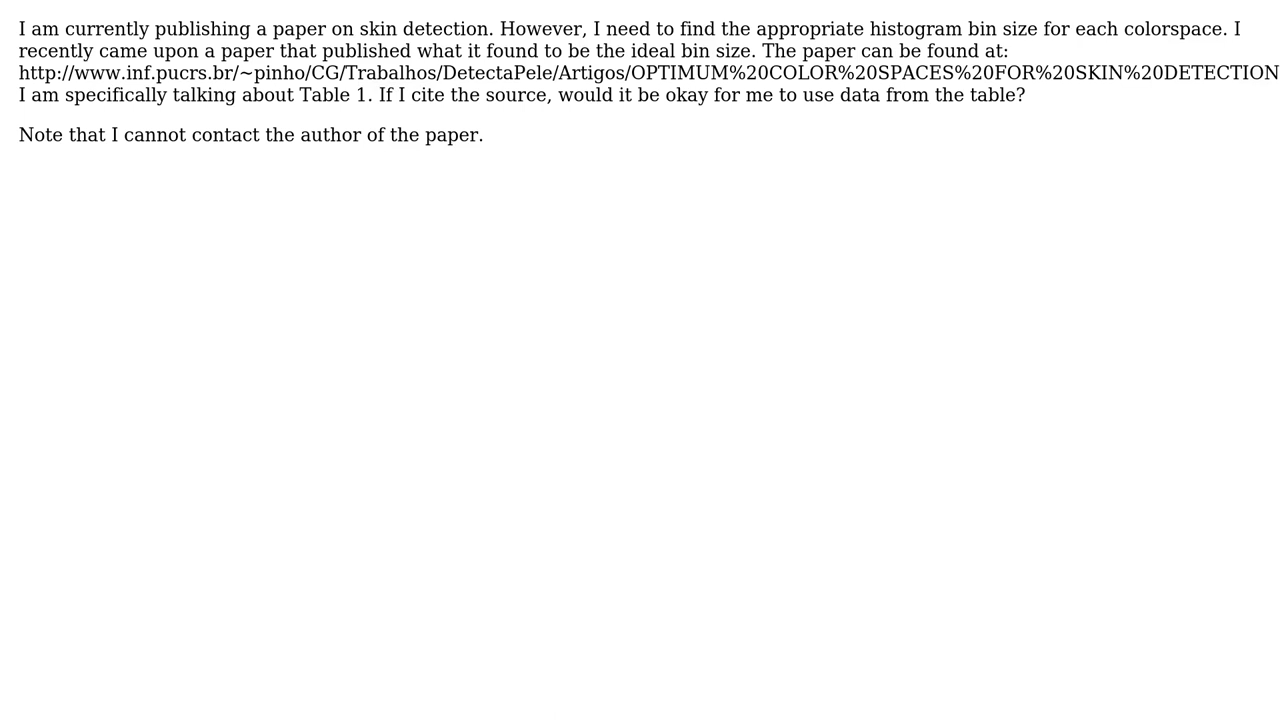 I am currently publishing a paper on skin detection. However, I need to find the appropriate histogram bin size for each colorspace. I
recently came upon a paper that published what it found to be the ideal bin size. The paper can be found at:
http://www.inf.pucrs.br/~pinho/CG/Trabalhos/DetectaPele/Artigos/OPTIMUM%20COLOR%20SPACES%20FOR%20SKIN%20DETECTION
I am specifically talking about Table 1. If I cite the source, would it be okay for me to use data from the table?
Note that I cannot contact the author of the paper.